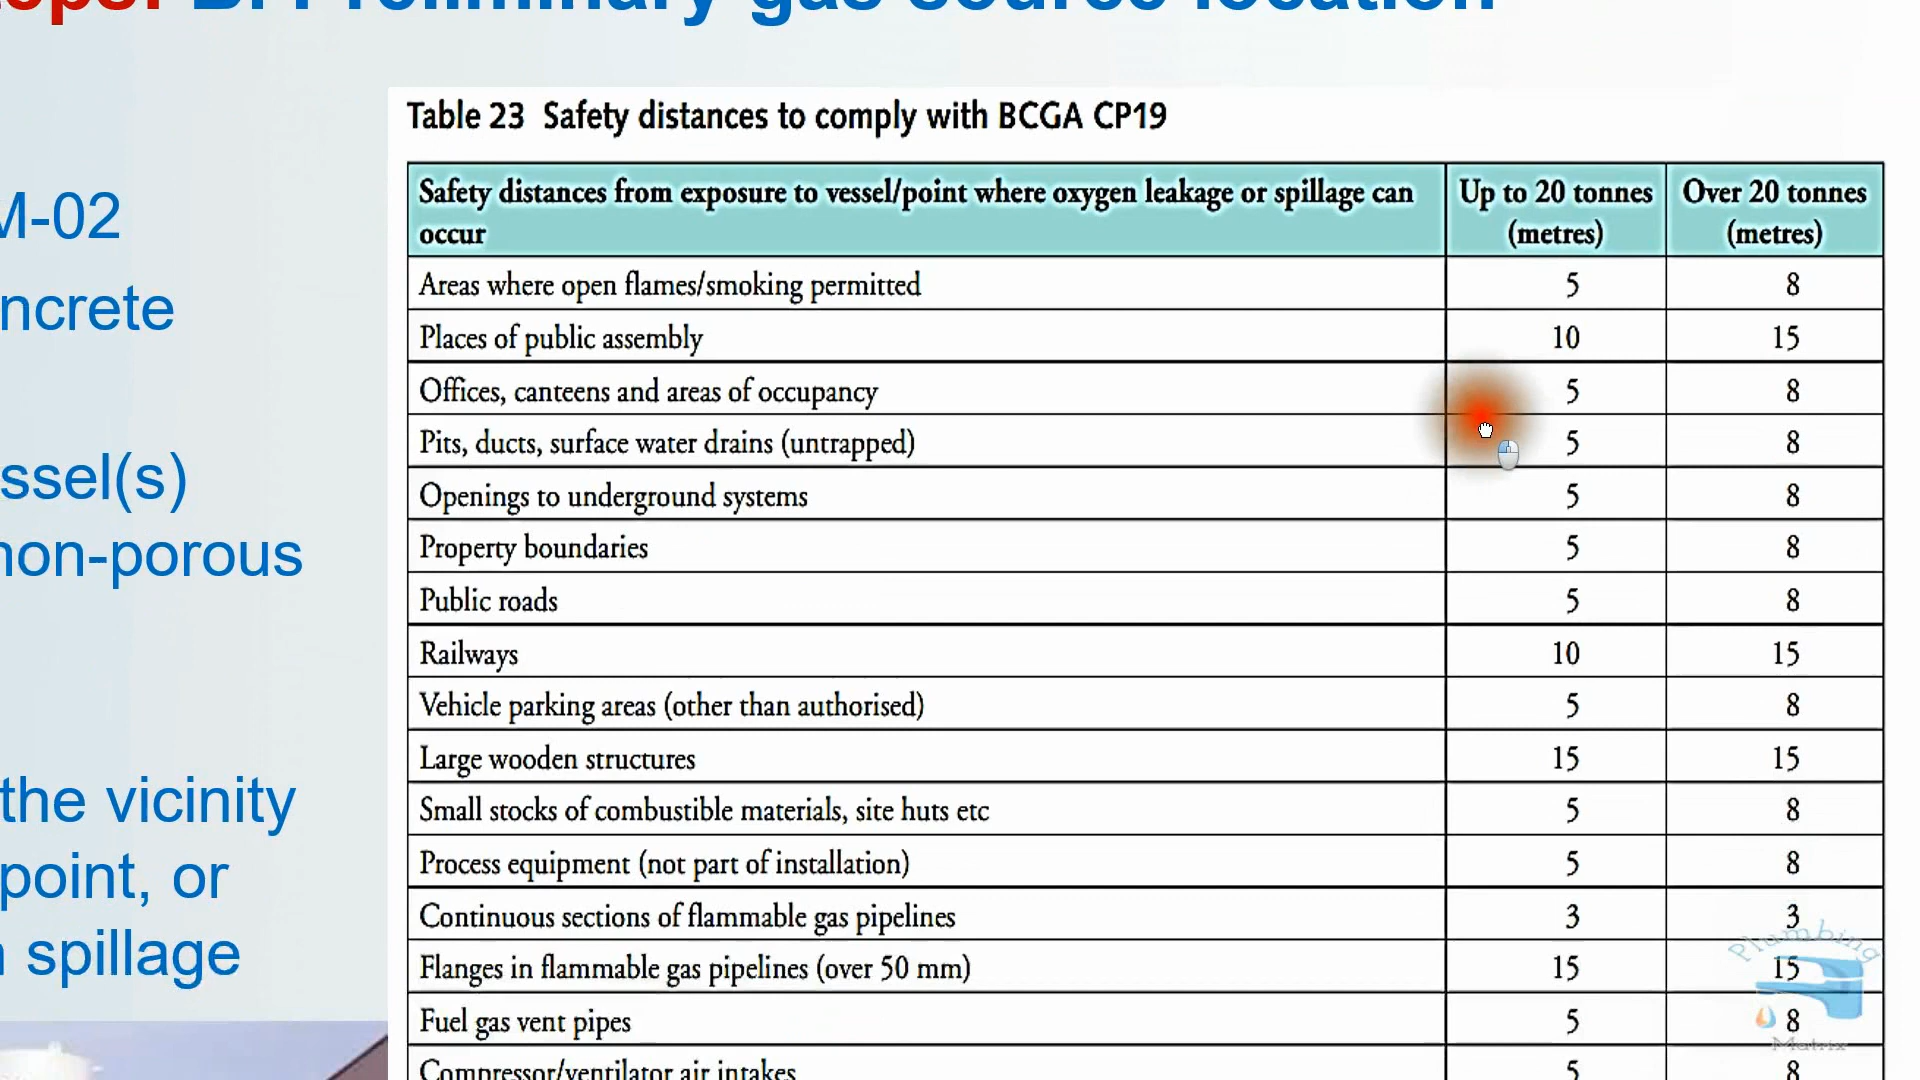 eps: B. Preliminary gas source location
M-02
ncrete
ssel(s)
non-porous
the vicinity
point, or
n spillage
Table 23 Safety distances to comply with BCGA CP19
Safety distances from exposure to vessel/point where oxygen leakage or spillage can occur Up to 20 tonnes (metres) Over 20 tonnes (metres)
Areas where open flames/smoking permitted 5 8
Places of public assembly 10 15
Offices, canteens and areas of occupancy 5 8
Pits, ducts, surface water drains (untrapped) 5 8
Openings to underground systems 5 8
Property boundaries 5 8
Public roads 5 8
Railways 10 15
Vehicle parking areas (other than authorised) 5 8
Large wooden structures 15 15
Small stocks of combustible materials, site huts etc 5 8
Process equipment (not part of installation) 5 8
Continuous sections of flammable gas pipelines 3 3
Flanges in flammable gas pipelines (over 50 mm) 15 15
Fuel gas vent pipes 5 8
Compressor/ventilator air intakes 5 8
Plumbing
Matrix